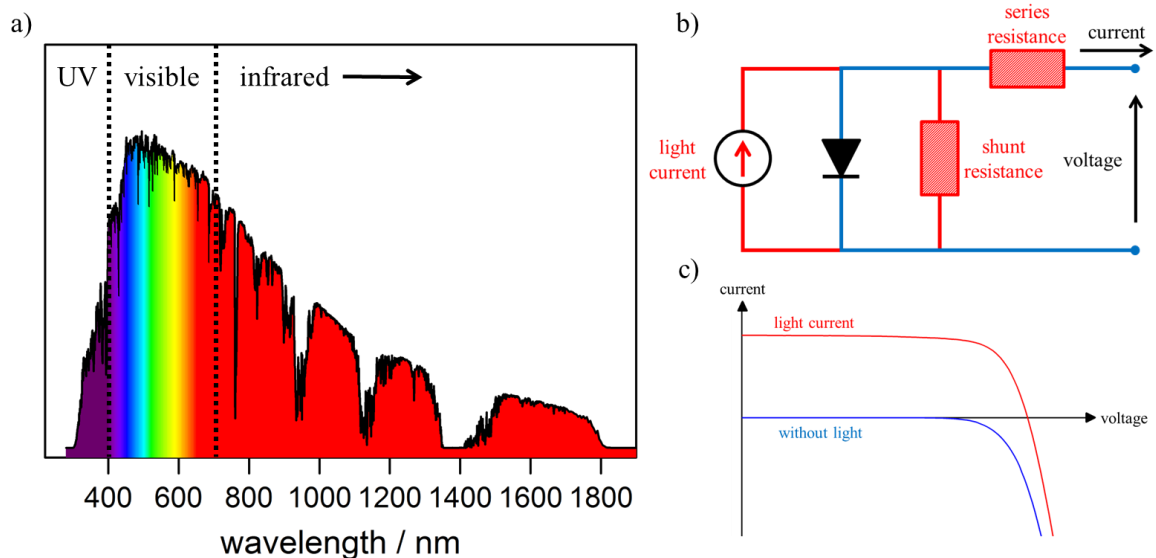 a)
UV visible infrared
400 600 800 1000 1200 1400 1600 1800
wavelength / nm
b)
series
resistance
current
light
current
shunt
resistance
voltage
c)
current
light current
voltage
without light